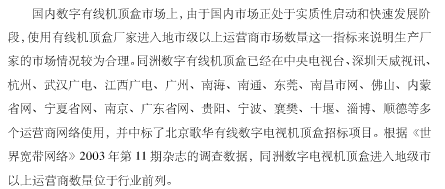 国内数字有线机顶盒市场上，由于国内市场正处于实质性启动和快速发展阶
段，使用有线机顶盒厂家进入地市级以上运营商市场数量这一指标来说明生产厂
家的市场情况较为合理。同洲数字有线机顶盒已经在中央电视台、深圳天威视讯、
杭州、武汉广电、江西广电、广州、南海、南通、东莞、南昌市网、佛山、内蒙
省网、宁夏省网、南京、广东省网、贵阳、宁波、襄樊、十堰、淄博、顺德等多
个运营商网络使用，并中标了北京歌华有线数字电视机顶盒招标项目。根据《世
界宽带网络》2003 年第 11 期杂志的调查数据，同洲数字电视机顶盒进入地级市
以上运营商数量位于行业前列。